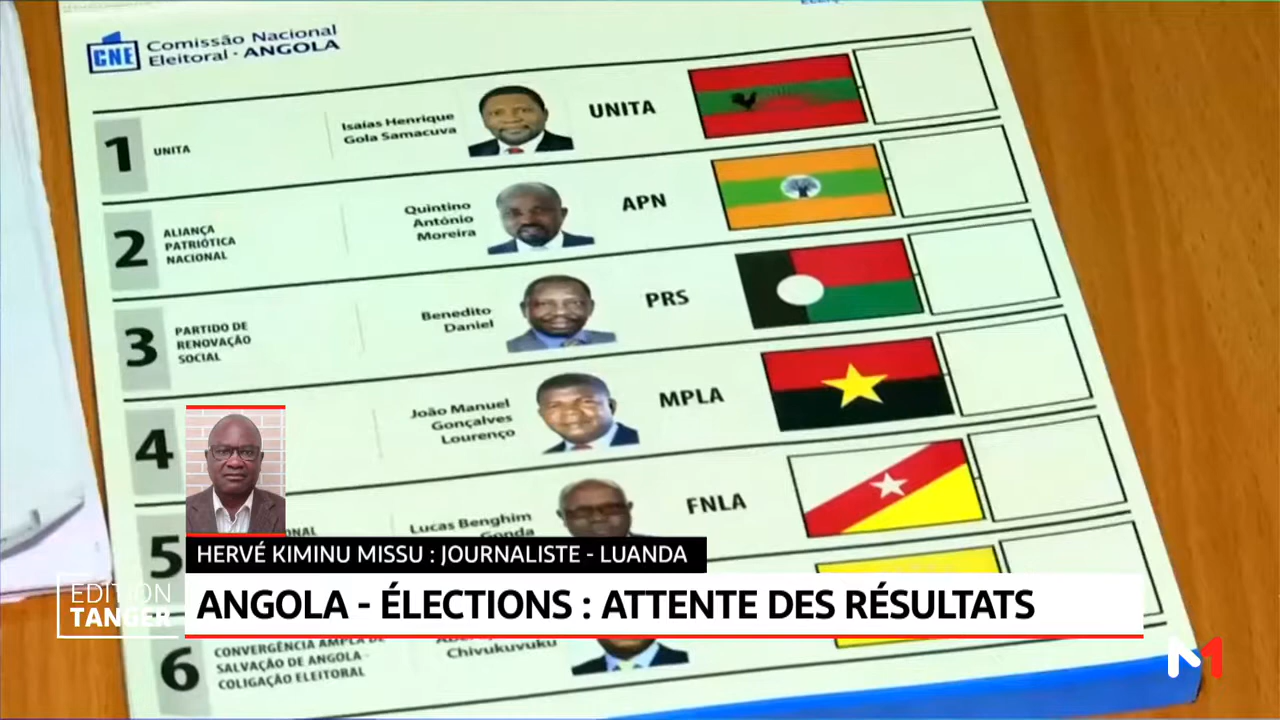 CNE
Comissão Nacional
Eleitoral · ANGOLA
1
UNITA
Isaías Henrique
Gola Samacuva
UNITA
2
ALIANÇA
PATRIÓTICA
NACIONAL
Quintino
António
Moreira
APN
3
PARTIDO DE
RENOVAÇÃO
SOCIAL
Benedito
Daniel
PRS
4
João Manuel
Gonçalves
Lourenço
MPLA
5
Lucas Benghim
Gonda
FNLA
HERVÉ KIMINU MISSU : JOURNALISTE - LUANDA
EDITION
TANGER
ANGOLA - ÉLECTIONS : ATTENTE DES RÉSULTATS
6
CONVERGÊNCIA AMPLA DE
SALVAÇÃO DE ANGOLA -
COLIGAÇÃO ELEITORAL
Chivukuvuku
M1